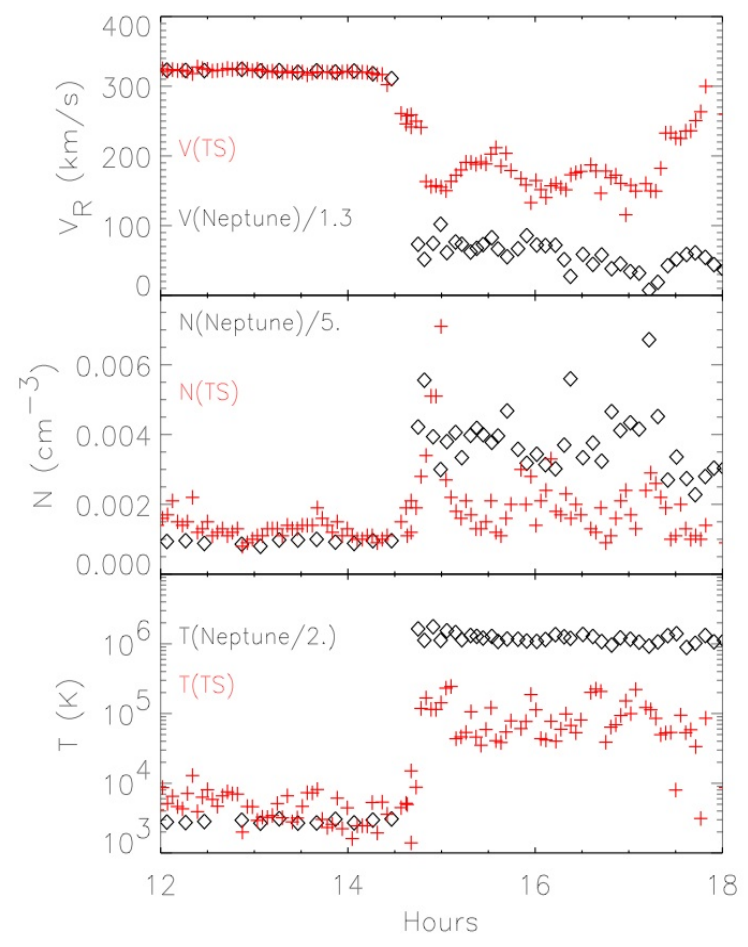 400
300
200
100
0
V_R (km/s)
V(TS)
V(Neptune)/1.3
0.006
0.004
0.002
0.000
N (cm^{-3})
N(Neptune)/5.
N(TS)
10^6
10^5
10^4
10^3
T (K)
T(Neptune/2.)
T(TS)
12 14 16 18
Hours